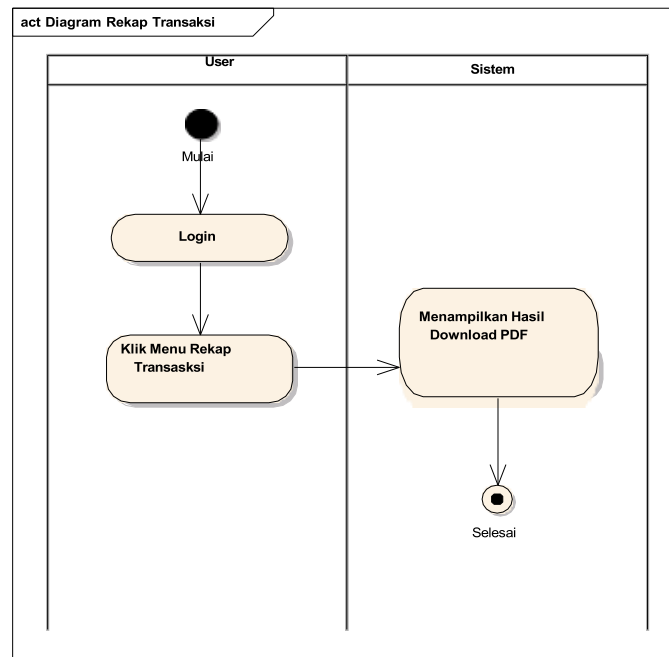 act Diagram Rekap Transaksi
User
Sistem
Mulai
Login
Klik Menu Rekap
Transasksi
Menampilkan Hasil
Download PDF
Selesai